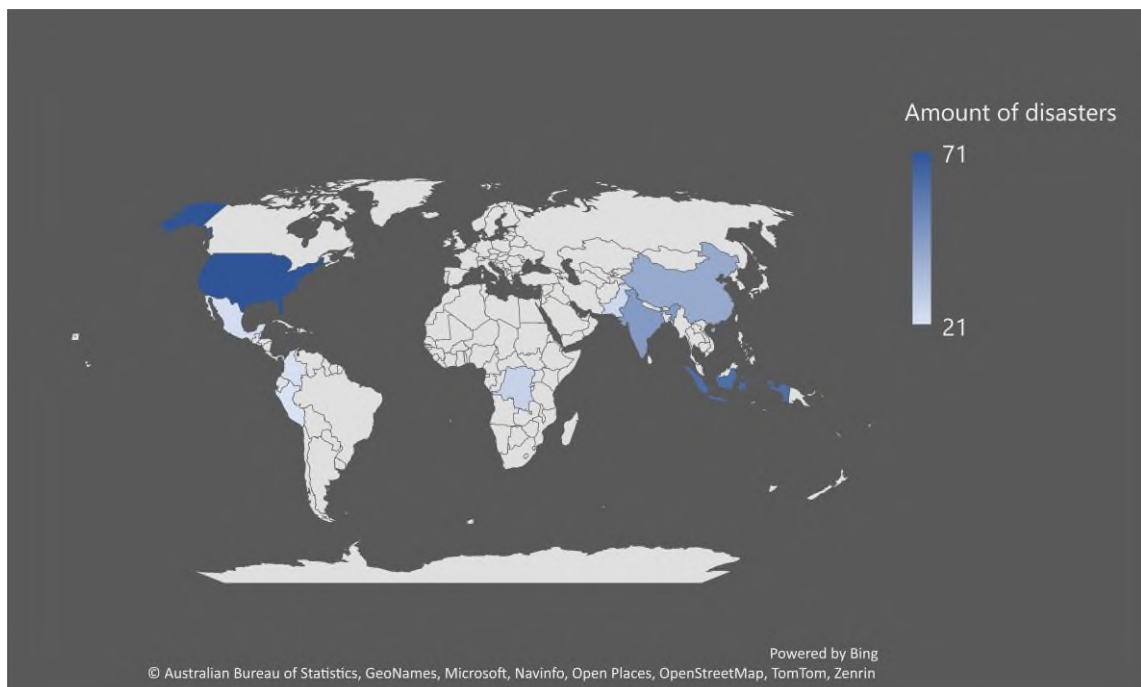 Amount of disasters
71
21
Powered by Bing
© Australian Bureau of Statistics, GeoNames, Microsoft, Navinfo, Open Places, OpenStreetMap, TomTom, Zenrin